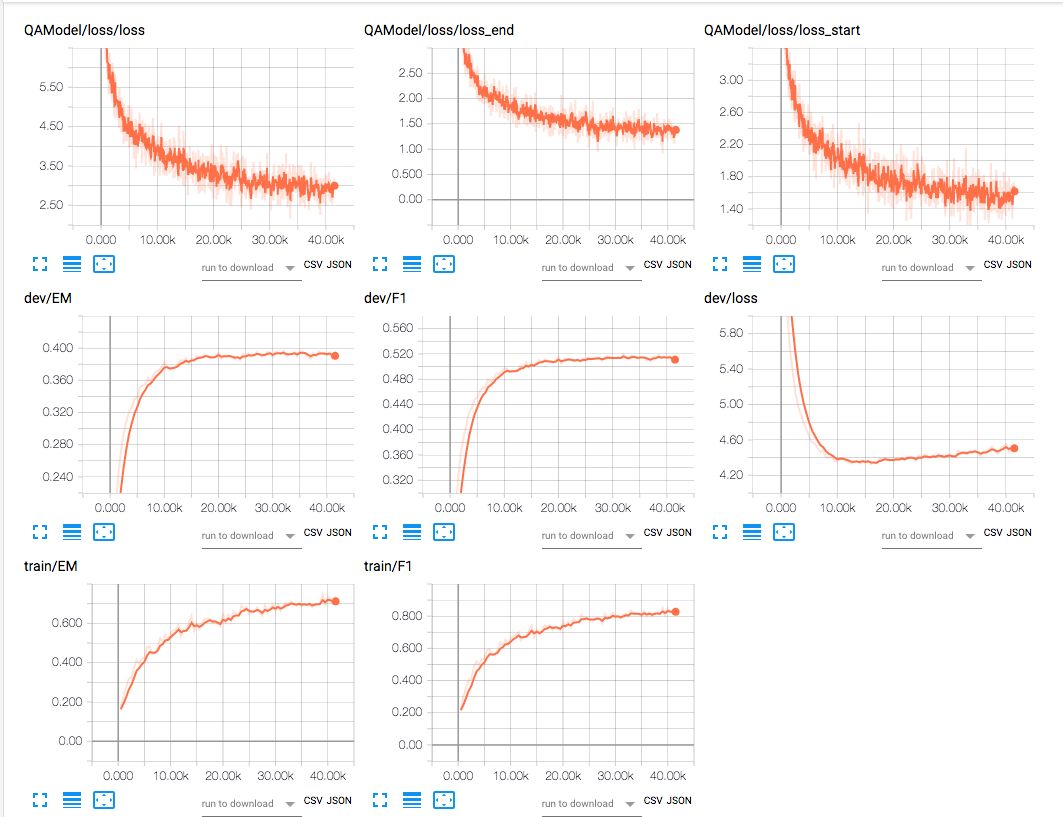 QAModel/loss/loss QAModel/loss/loss_end QAModel/loss/loss_start
5.50 4.50 3.50 2.50
0.000 10.00k 20.00k 30.00k 40.00k
run to download CSV JSON
2.50 2.00 1.50 1.00 0.500 0.00
0.000 10.00k 20.00k 30.00k 40.00k
run to download CSV JSON
3.00 2.60 2.20 1.80 1.40
0.000 10.00k 20.00k 30.00k 40.00k
run to download CSV JSON
dev/EM dev/F1 dev/loss
0.400 0.360 0.320 0.280 0.240
0.000 10.00k 20.00k 30.00k 40.00k
run to download CSV JSON
0.560 0.520 0.480 0.440 0.400 0.360 0.320
0.000 10.00k 20.00k 30.00k 40.00k
run to download CSV JSON
5.80 5.40 5.00 4.60 4.20
0.000 10.00k 20.00k 30.00k 40.00k
run to download CSV JSON
train/EM train/F1
0.600 0.400 0.200 0.00
0.000 10.00k 20.00k 30.00k 40.00k
run to download CSV JSON
0.800 0.600 0.400 0.200 0.00
0.000 10.00k 20.00k 30.00k 40.00k
run to download CSV JSON